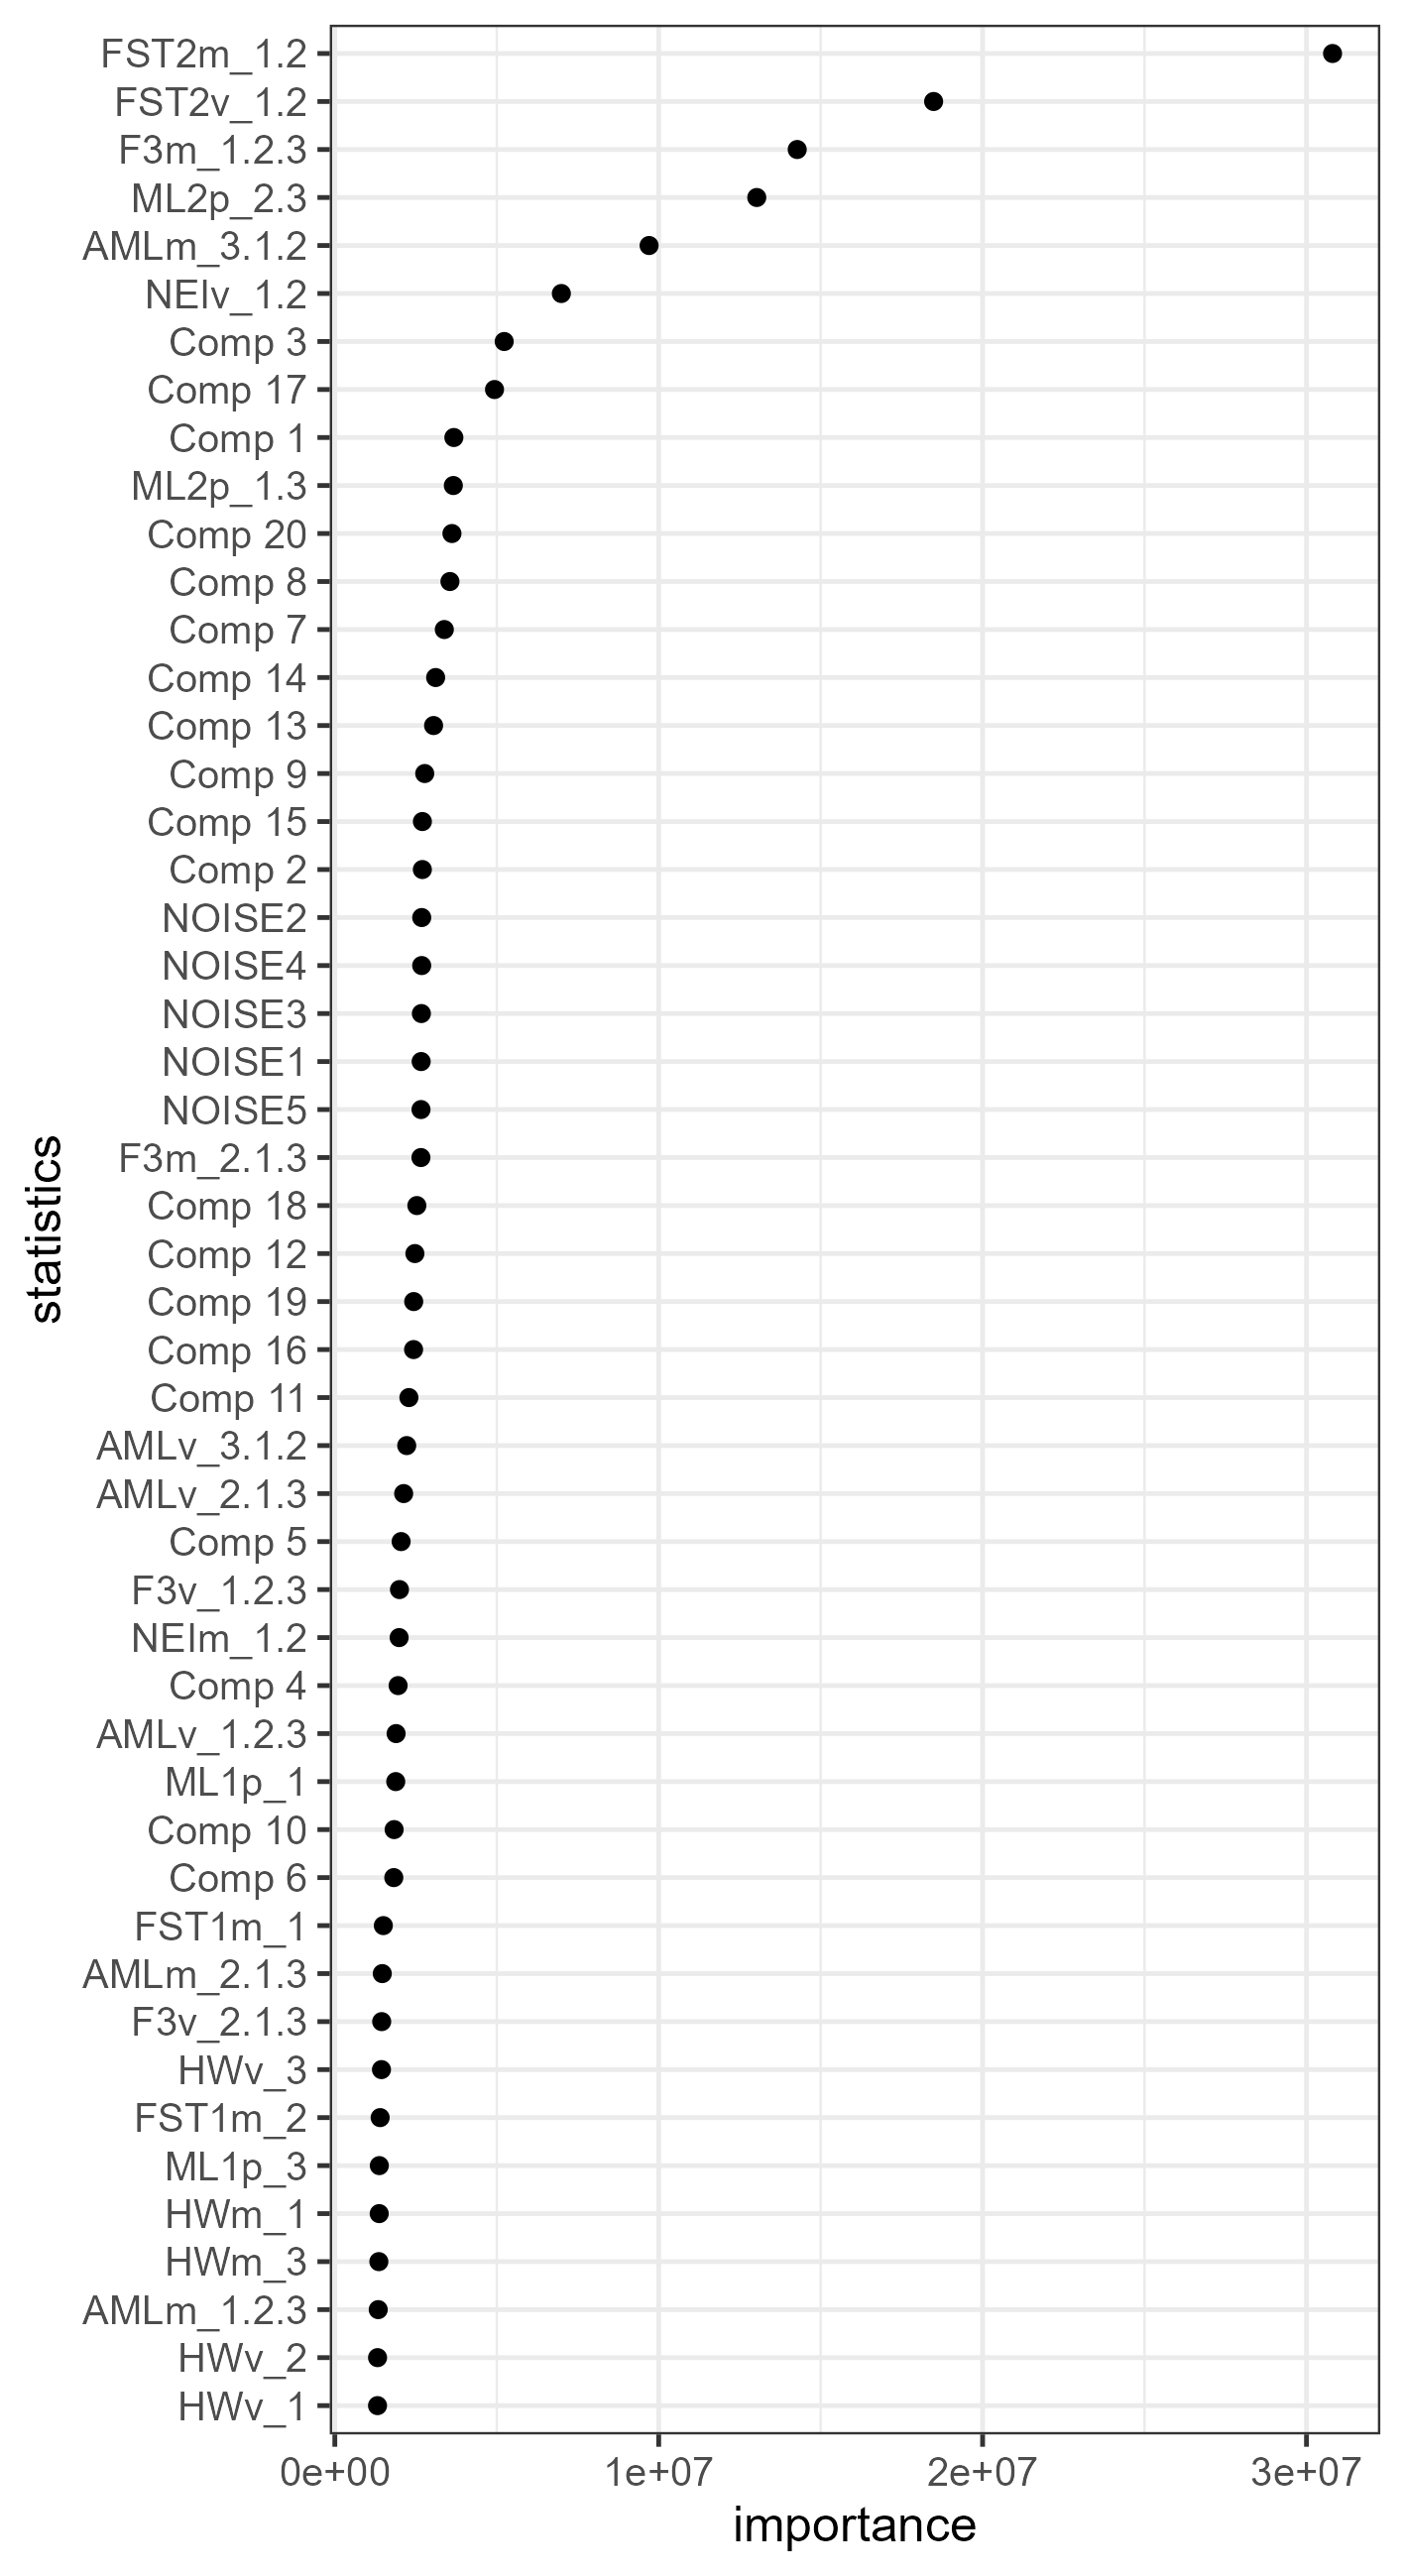 FST2m_1.2
FST2v_1.2
F3m_1.2.3
ML2p_2.3
AMLm_3.1.2
NEIv_1.2
Comp 3
Comp 17
Comp 1
ML2p_1.3
Comp 20
Comp 8
Comp 7
Comp 14
Comp 13
Comp 9
Comp 15
Comp 2
NOISE2
NOISE4
NOISE3
NOISE1
NOISE5
F3m_2.1.3
Comp 18
Comp 12
Comp 19
Comp 16
Comp 11
AMLv_3.1.2
AMLv_2.1.3
Comp 5
F3v_1.2.3
NEIm_1.2
Comp 4
AMLv_1.2.3
ML1p_1
Comp 10
Comp 6
FST1m_1
AMLm_2.1.3
F3v_2.1.3
HWv_3
FST1m_2
ML1p_3
HWm_1
HWm_3
AMLm_1.2.3
HWv_2
HWv_1
statistics
0e+00 1e+07 2e+07 3e+07
importance